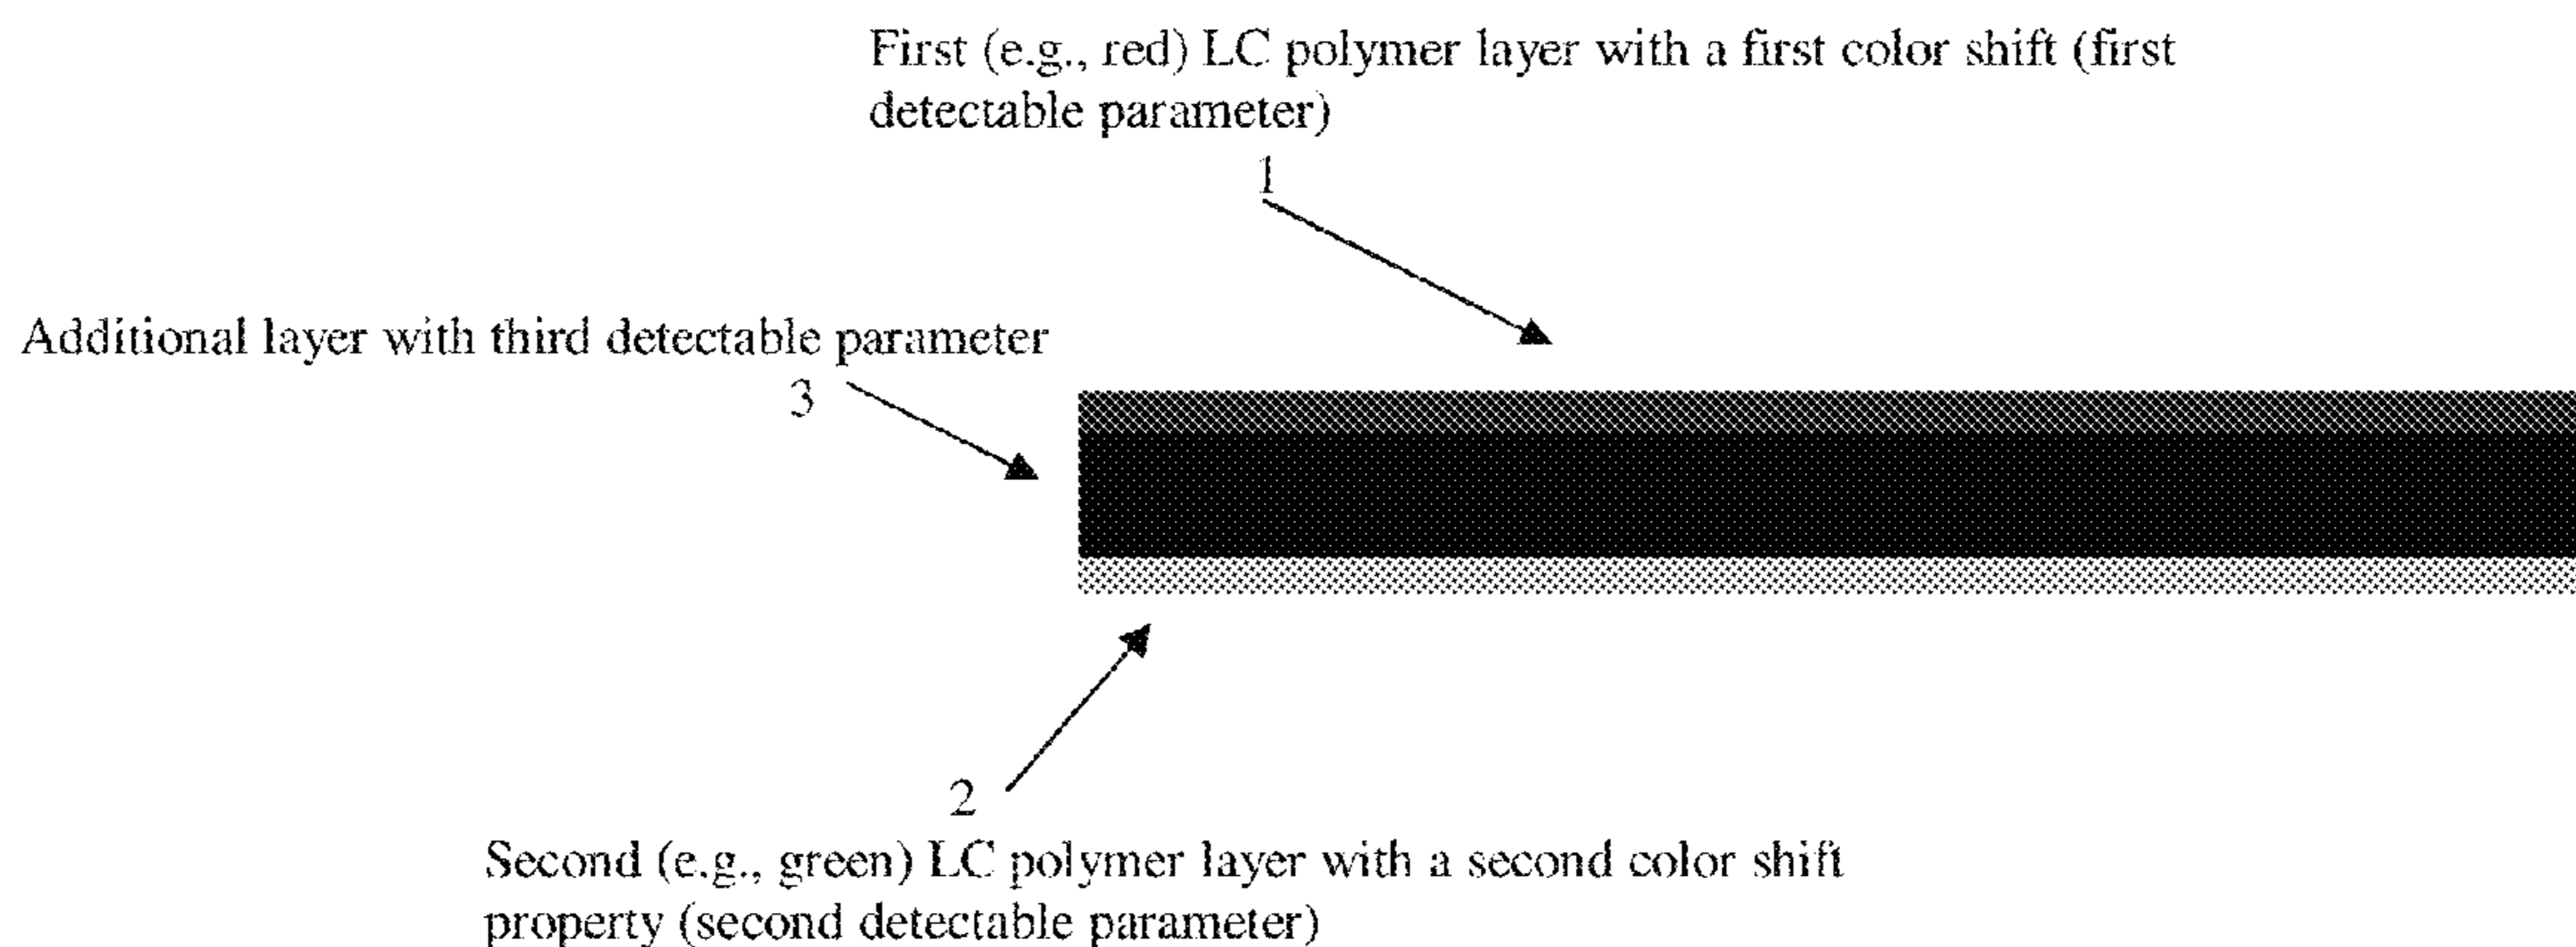 First (e.g., red) LC polymer layer with a first color shift (first
detectable parameter)
1
Additional layer with third detectable parameter
3
2
Second (e.g., green) LC polymer layer with a second color shift
property (second detectable parameter)